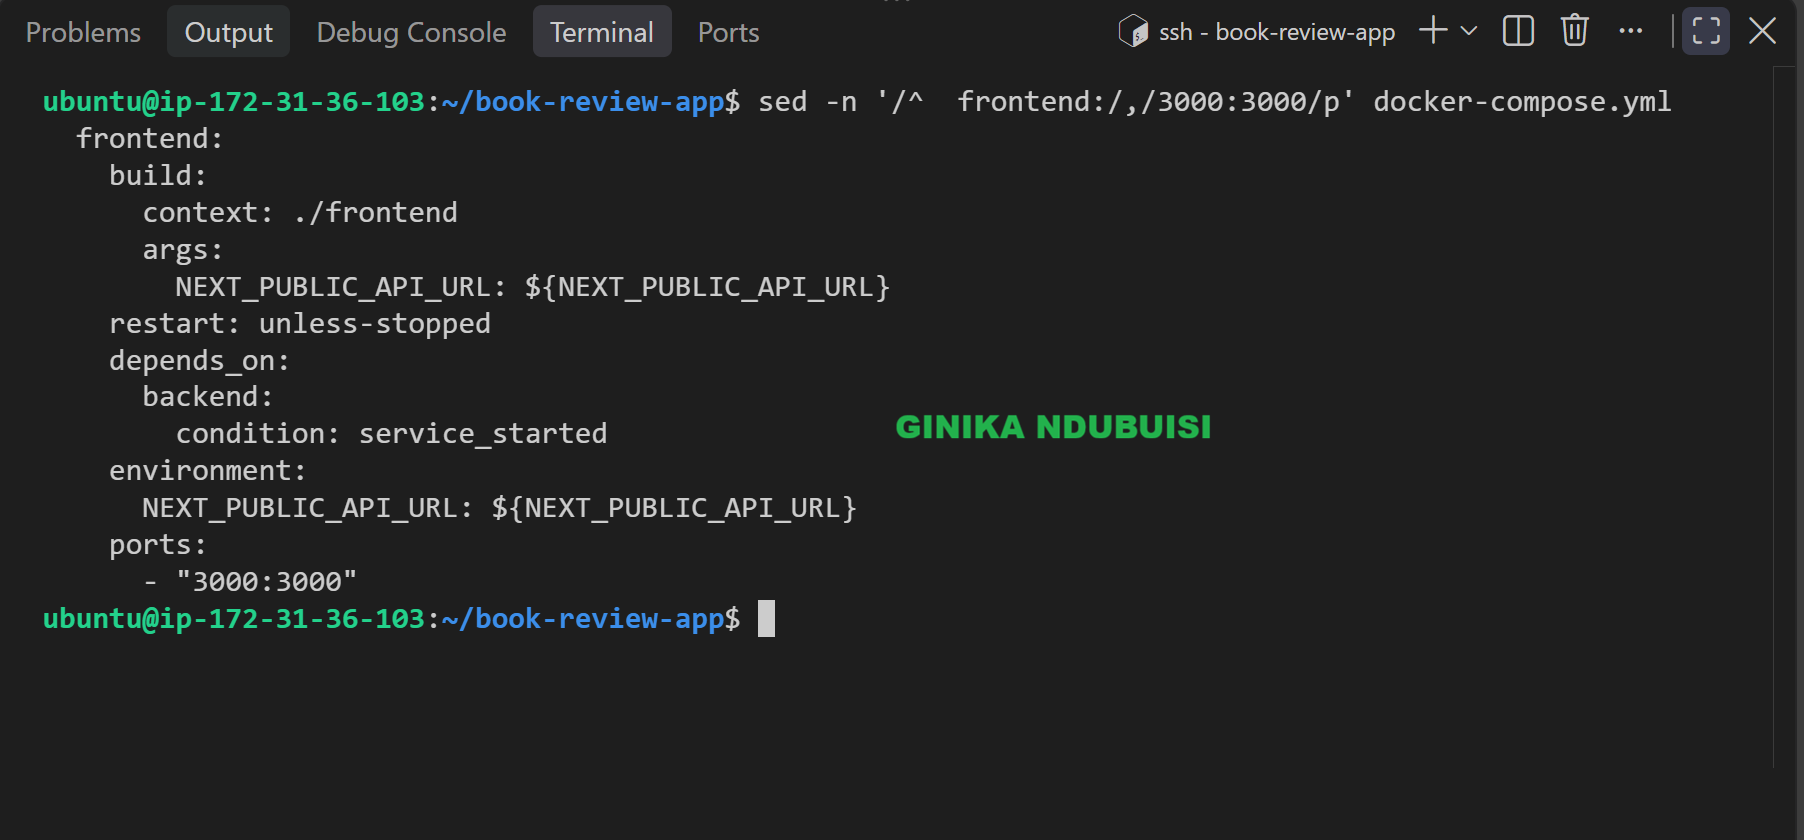 Problems Output Debug Console Terminal Ports ssh - book-review-app
ubuntu@ip-172-31-36-103:~/book-review-app$ sed -n '/^  frontend:/,/3000:3000/p' docker-compose.yml
  frontend:
    build:
      context: ./frontend
      args:
        NEXT_PUBLIC_API_URL: ${NEXT_PUBLIC_API_URL}
    restart: unless-stopped
    depends_on:
      backend:
        condition: service_started
GINIKA NDUBUISI
    environment:
      NEXT_PUBLIC_API_URL: ${NEXT_PUBLIC_API_URL}
    ports:
      - "3000:3000"
ubuntu@ip-172-31-36-103:~/book-review-app$